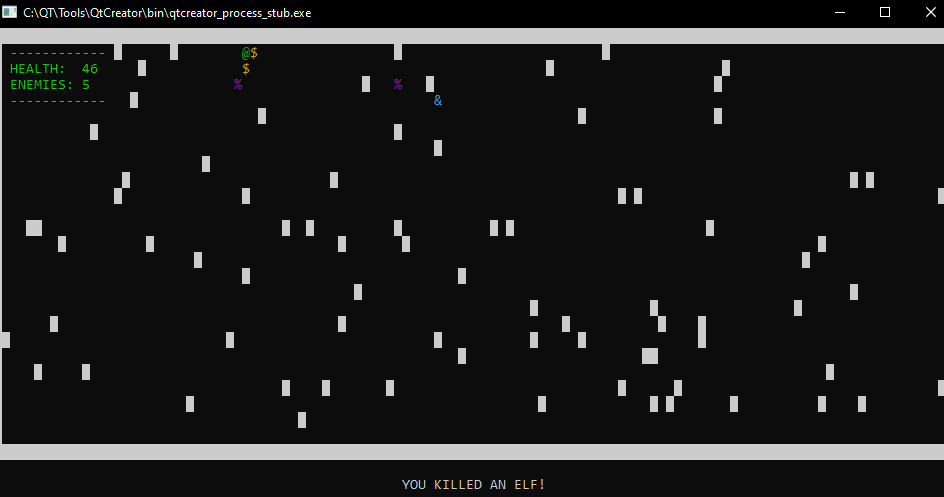 C:\QT\Tools\QtCreator\bin\qtcreator_process_stub.exe
------------ @$
HEALTH: 46 $
ENEMIES: 5 % %
------------ &
YOU KILLED AN ELF!